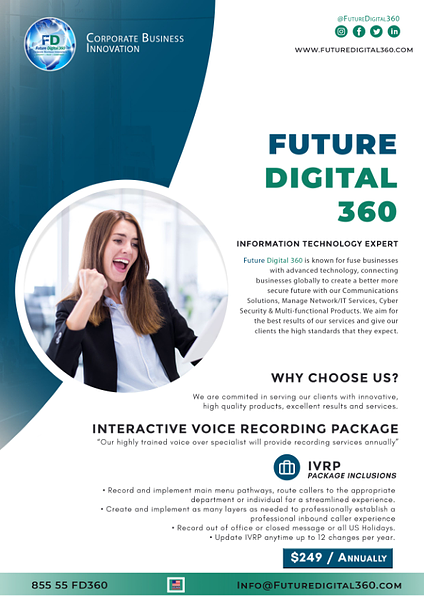 FD
Future Digital 360
Corporate Business
Innovation
@FutureDigital360
www.futuredigital360.com
FUTURE
DIGITAL
360
INFORMATION TECHNOLOGY EXPERT
Future Digital 360 is known for fuse businesses
with advanced technology, connecting
businesses globally to create a better more
secure future with our Communications
Solutions, Manage Network/IT Services, Cyber
Security & Multi-functional Products. We aim for
the best results of our services and give our
clients the high standards that they expect.
WHY CHOOSE US?
We are commited in serving our clients with innovative,
high quality products, excellent results and services.
INTERACTIVE VOICE RECORDING PACKAGE
“Our highly trained voice over specialist will provide recording services annually”
IVRP
PACKAGE INCLUSIONS
• Record and implement main menu pathways, route callers to the appropriate
department or individual for a streamlined experience.
• Create and implement as many layers as needed to professionally establish a
professional inbound caller experience
• Record out of office or closed message or all US Holidays.
• Update IVRP anytime up to 12 changes per year.
$249 / Annually
855 55 FD360
Info@Futuredigital360.com